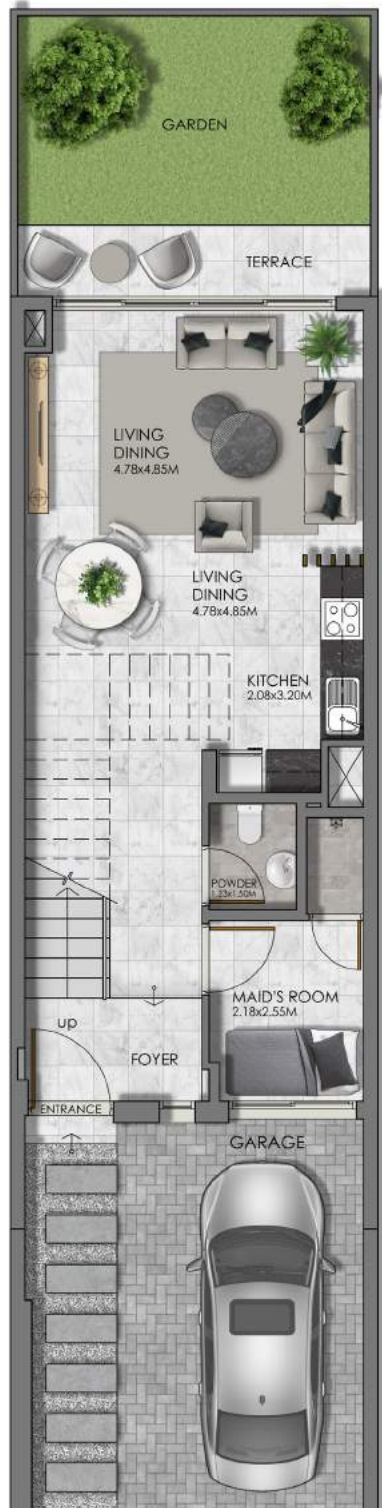 GARDEN
TERRACE
LIVING
DINING
4.78x4.85M
LIVING
DINING
4.78x4.85M
KITCHEN
2.08x3.20M
POWDER
1.23x1.50M
MAID'S ROOM
2.18x2.55M
up
FOYER
ENTRANCE
GARAGE